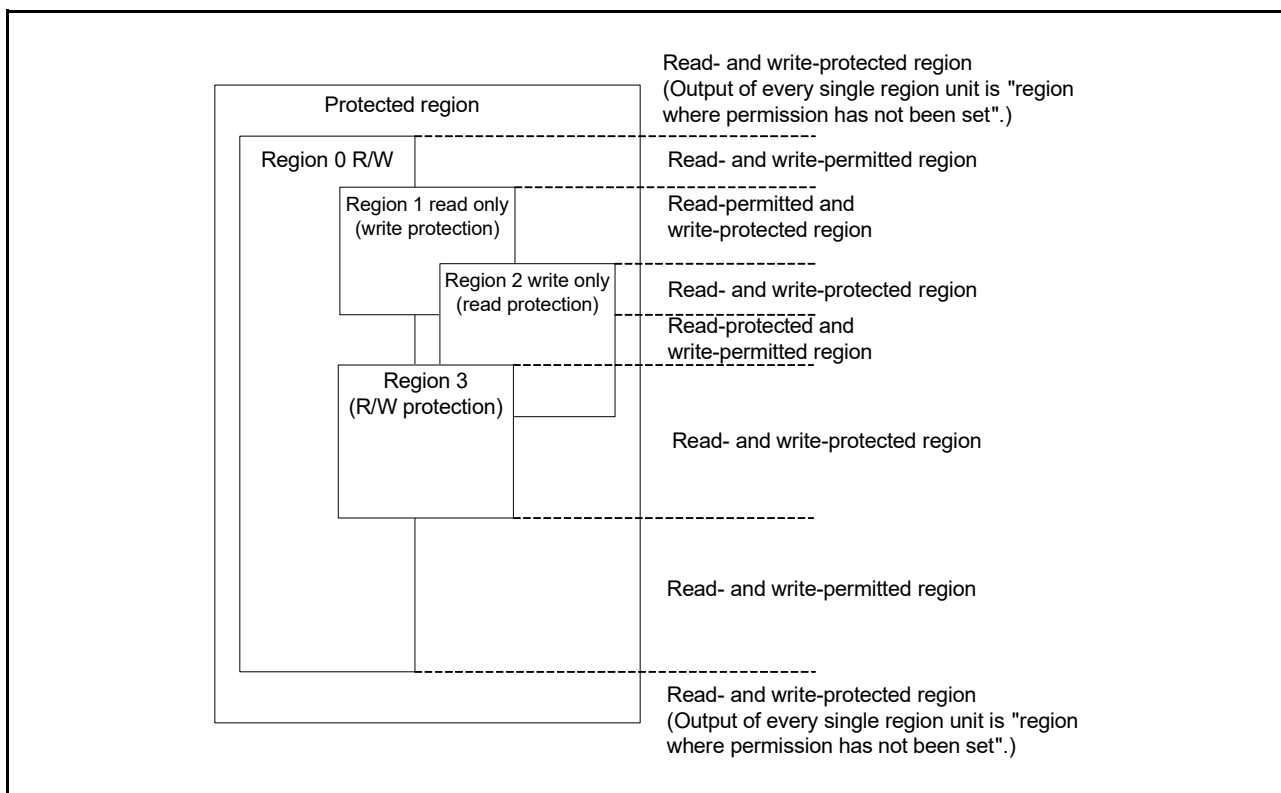 Read- and write-protected region
(Output of every single region unit is "region
where permission has not been set".)
Protected region
Region 0 R/W
Read- and write-permitted region
Region 1 read only
(write protection)
Read-permitted and
write-protected region
Region 2 write only
(read protection)
Read- and write-protected region
Read-protected and
write-permitted region
Region 3
(R/W protection)
Read- and write-protected region
Read- and write-permitted region
Read- and write-protected region
(Output of every single region unit is "region
where permission has not been set".)